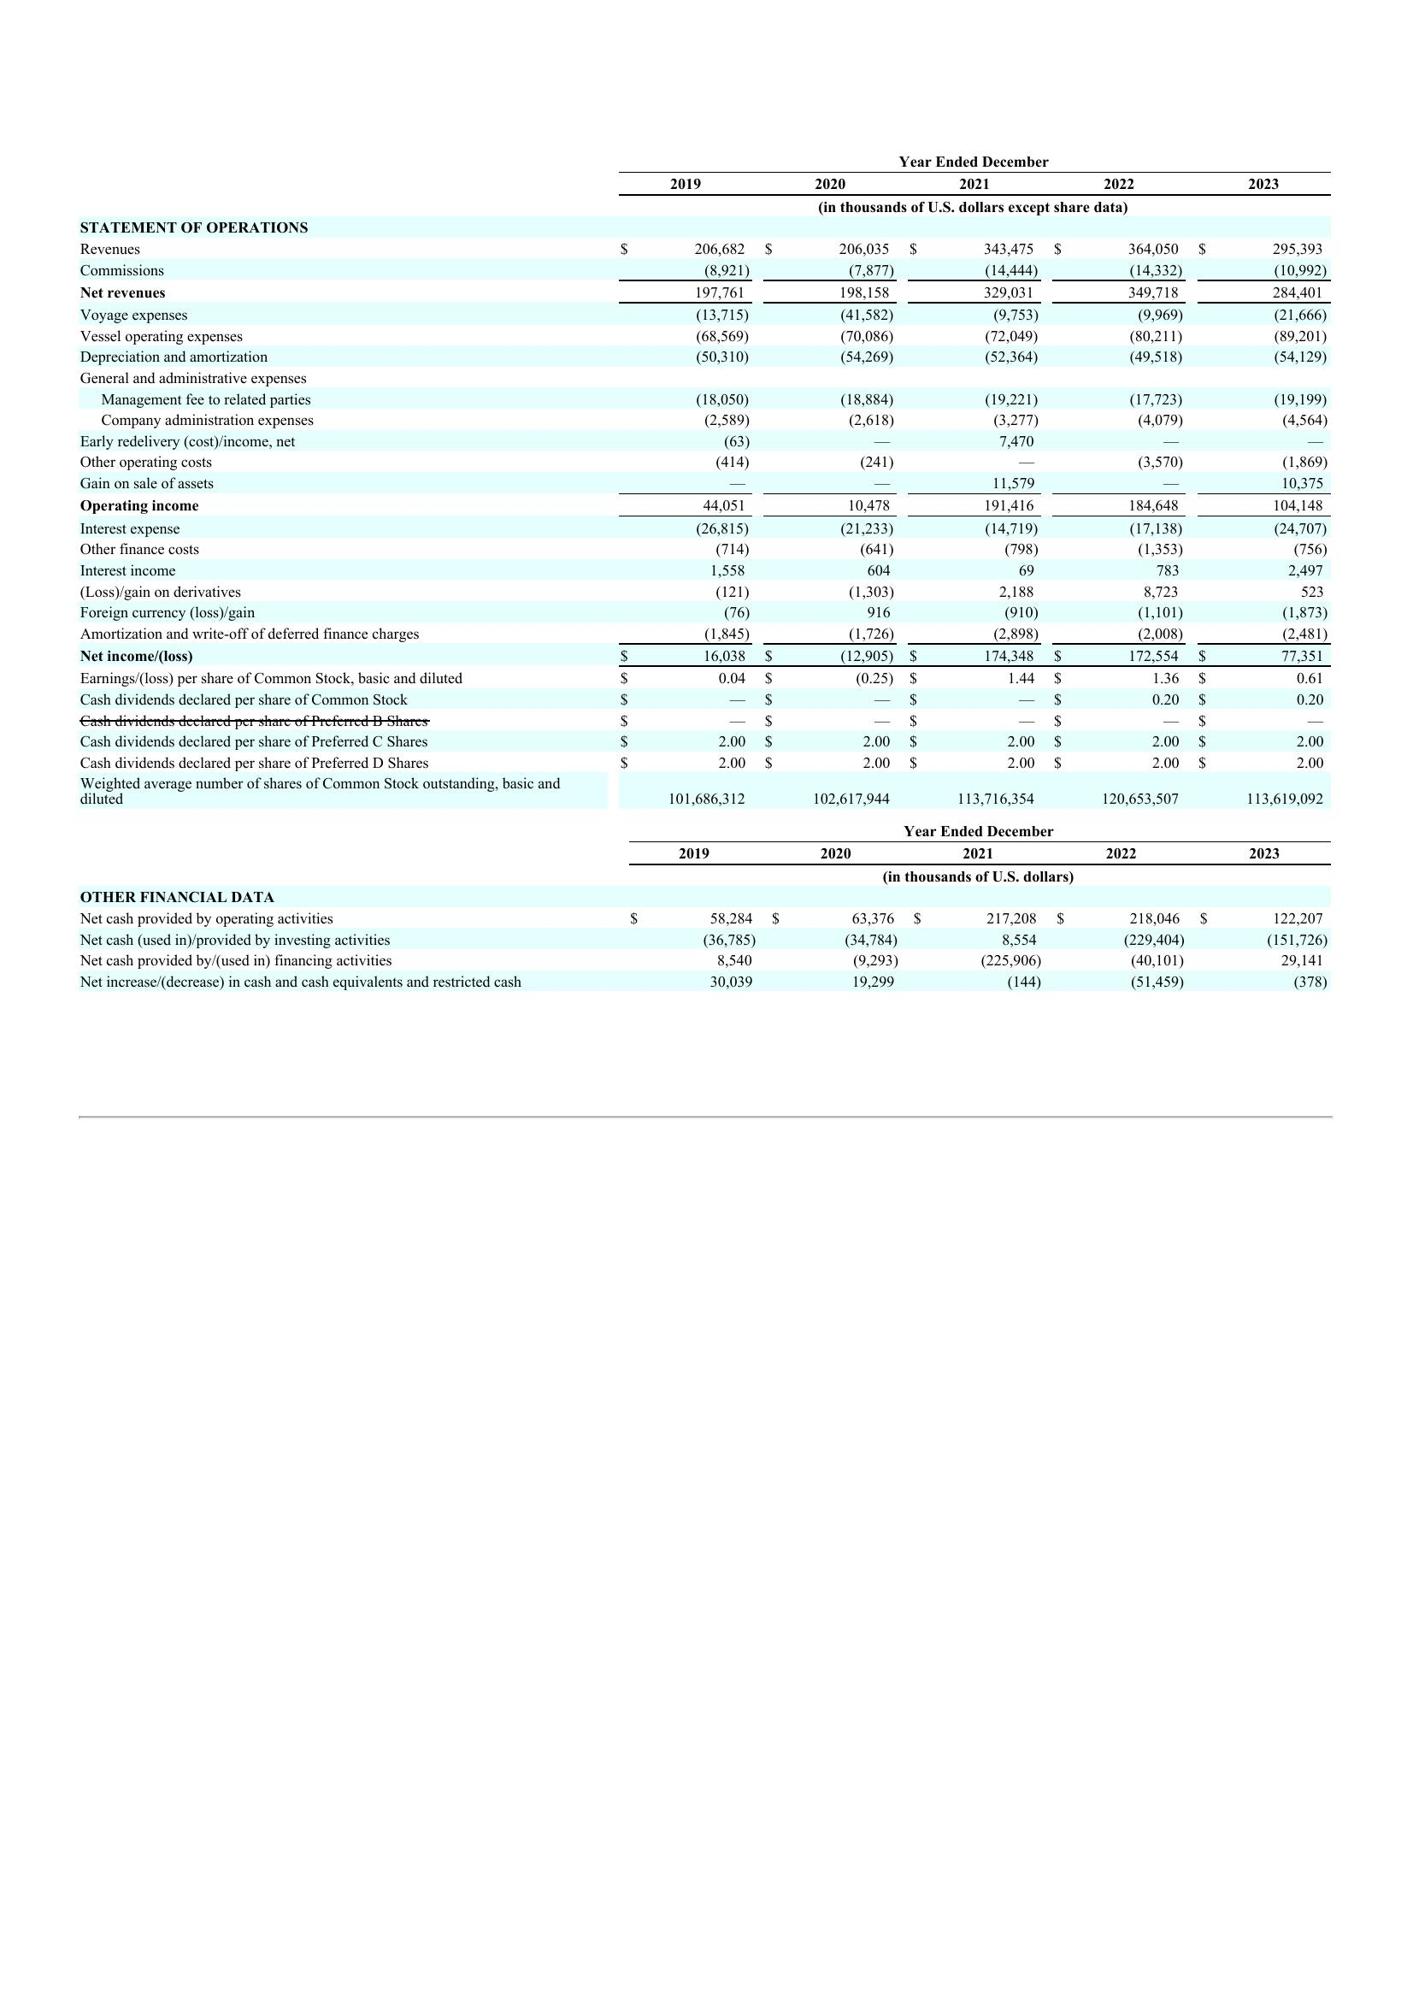 Year Ended December
2019 2020 2021 2022 2023
(in thousands of U.S. dollars except share data)
STATEMENT OF OPERATIONS
Revenues $ 206,682 $ 206,035 $ 343,475 $ 364,050 $ 295,393
Commissions (8,921) (7,877) (14,444) (14,332) (10,992)
Net revenues 197,761 198,158 329,031 349,718 284,401
Voyage expenses (13,715) (41,582) (9,753) (9,969) (21,666)
Vessel operating expenses (68,569) (70,086) (72,049) (80,211) (89,201)
Depreciation and amortization (50,310) (54,269) (52,364) (49,518) (54,129)
General and administrative expenses
Management fee to related parties (18,050) (18,884) (19,221) (17,723) (19,199)
Company administration expenses (2,589) (2,618) (3,277) (4,079) (4,564)
Early redelivery (cost)/income, net (63) — 7,470 — —
Other operating costs (414) (241) — (3,570) (1,869)
Gain on sale of assets — — 11,579 — 10,375
Operating income 44,051 10,478 191,416 184,648 104,148
Interest expense (26,815) (21,233) (14,719) (17,138) (24,707)
Other finance costs (714) (641) (798) (1,353) (756)
Interest income 1,558 604 69 783 2,497
(Loss)/gain on derivatives (121) (1,303) 2,188 8,723 523
Foreign currency (loss)/gain (76) 916 (910) (1,101) (1,873)
Amortization and write-off of deferred finance charges (1,845) (1,726) (2,898) (2,008) (2,481)
Net income/(loss) $ 16,038 $ (12,905) $ 174,348 $ 172,554 $ 77,351
Earnings/(loss) per share of Common Stock, basic and diluted $ 0.04 $ (0.25) $ 1.44 $ 1.36 $ 0.61
Cash dividends declared per share of Common Stock $ — $ — $ — $ 0.20 $ 0.20
Cash dividends declared per share of Preferred B Shares $ — $ — $ — $ — $ —
Cash dividends declared per share of Preferred C Shares $ 2.00 $ 2.00 $ 2.00 $ 2.00 $ 2.00
Cash dividends declared per share of Preferred D Shares $ 2.00 $ 2.00 $ 2.00 $ 2.00 $ 2.00
Weighted average number of shares of Common Stock outstanding, basic and
diluted 101,686,312 102,617,944 113,716,354 120,653,507 113,619,092
Year Ended December
2019 2020 2021 2022 2023
(in thousands of U.S. dollars)
OTHER FINANCIAL DATA
Net cash provided by operating activities $ 58,284 $ 63,376 $ 217,208 $ 218,046 $ 122,207
Net cash (used in)/provided by investing activities (36,785) (34,784) 8,554 (229,404) (151,726)
Net cash provided by/(used in) financing activities 8,540 (9,293) (225,906) (40,101) 29,141
Net increase/(decrease) in cash and cash equivalents and restricted cash 30,039 19,299 (144) (51,459) (378)